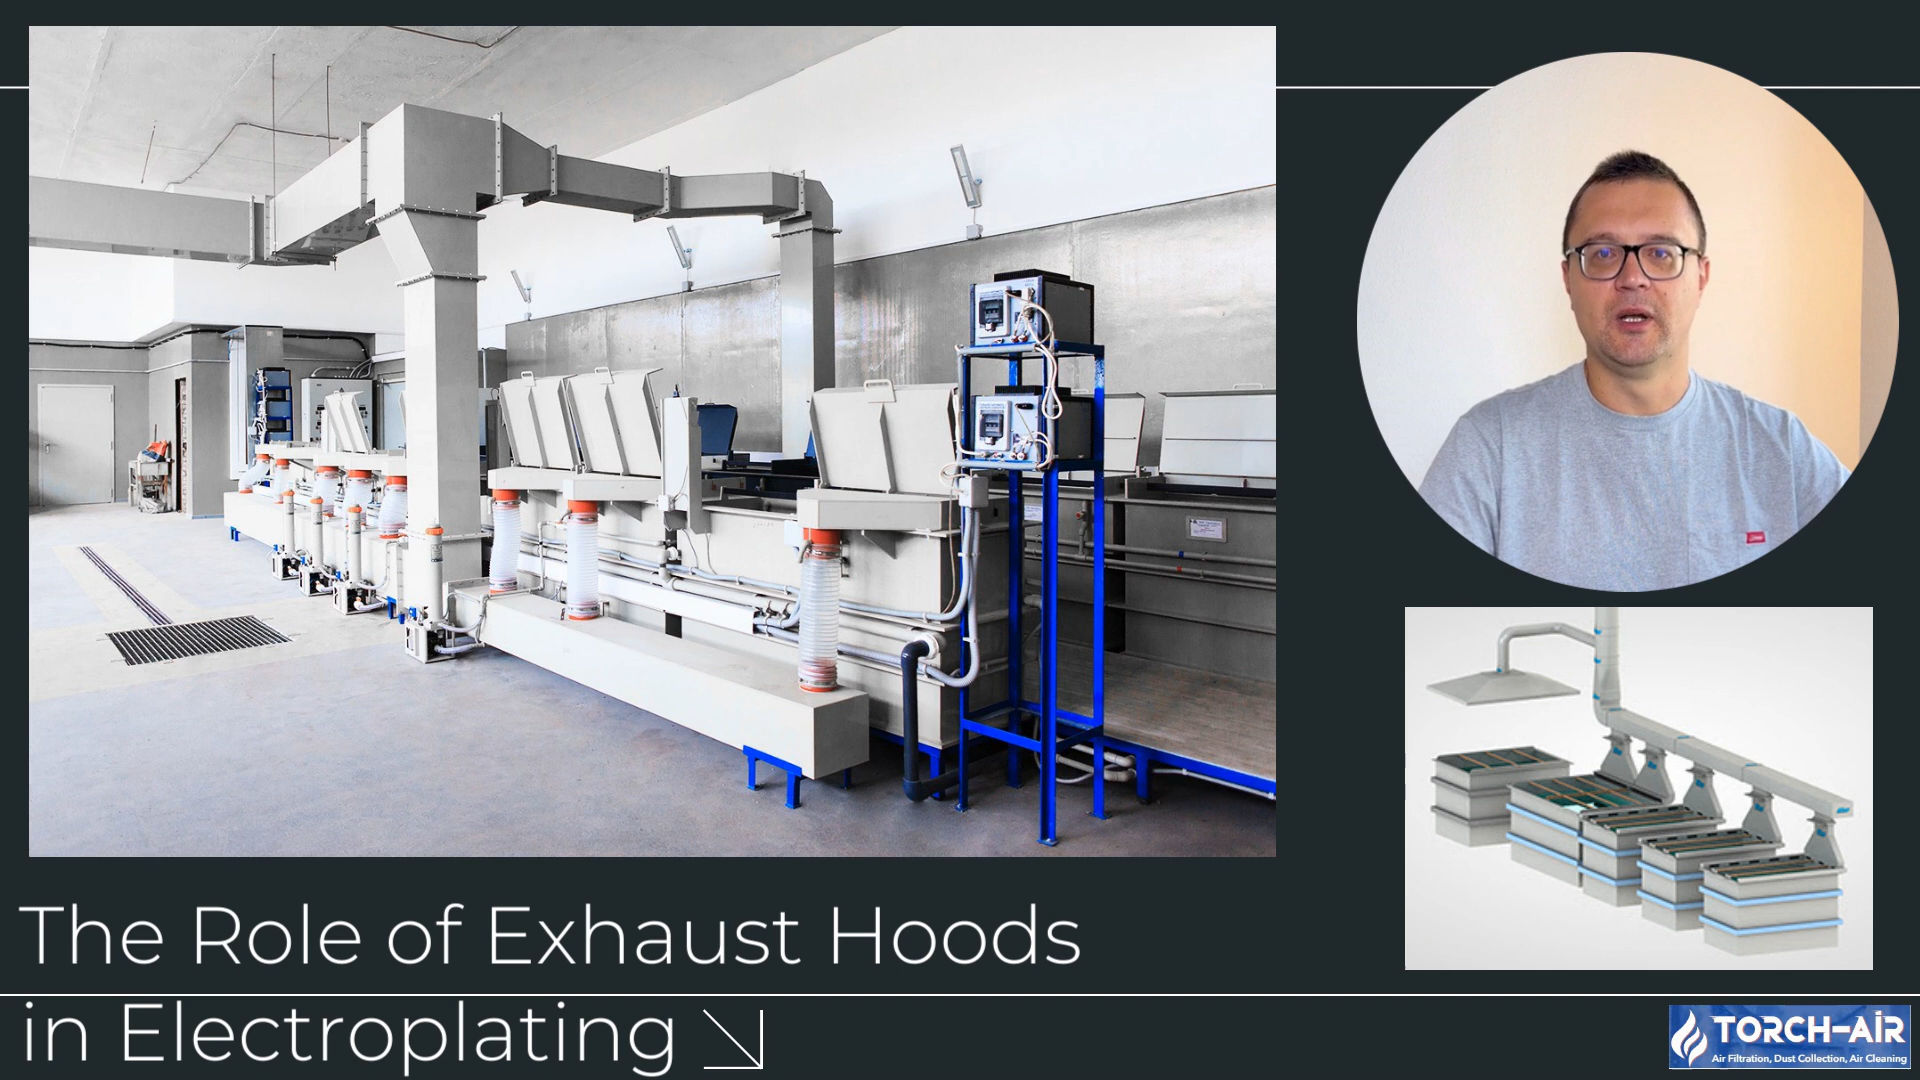 The Role of Exhaust Hoods
in Electroplating
TORCH-AiR
Air Filtration, Dust Collection, Air Cleaning